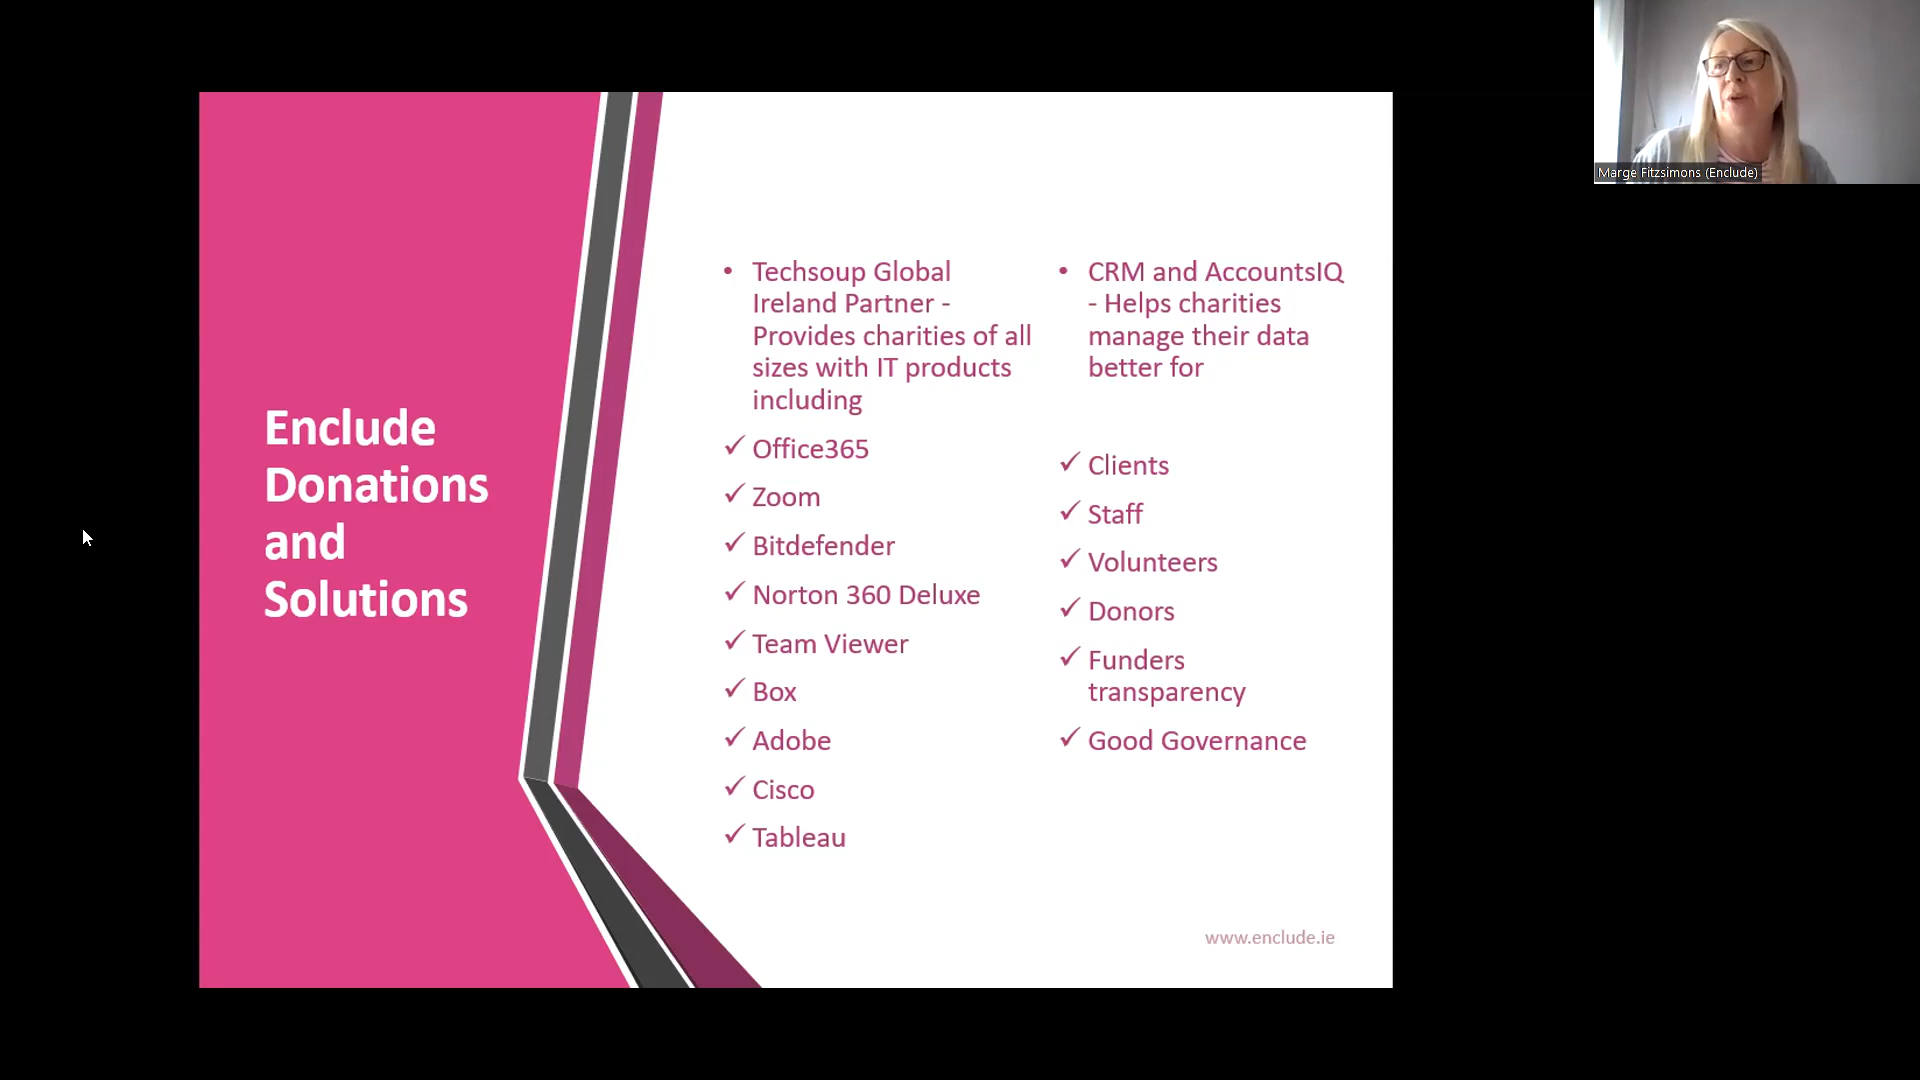 Marge Fitzsimons (Enclude)
Enclude
Donations
and
Solutions
• Techsoup Global
Ireland Partner -
Provides charities of all
sizes with IT products
including
✓ Office365
✓ Zoom
✓ Bitdefender
✓ Norton 360 Deluxe
✓ Team Viewer
✓ Box
✓ Adobe
✓ Cisco
✓ Tableau
• CRM and AccountsIQ
- Helps charities
manage their data
better for
✓ Clients
✓ Staff
✓ Volunteers
✓ Donors
✓ Funders
transparency
✓ Good Governance
www.enclude.ie